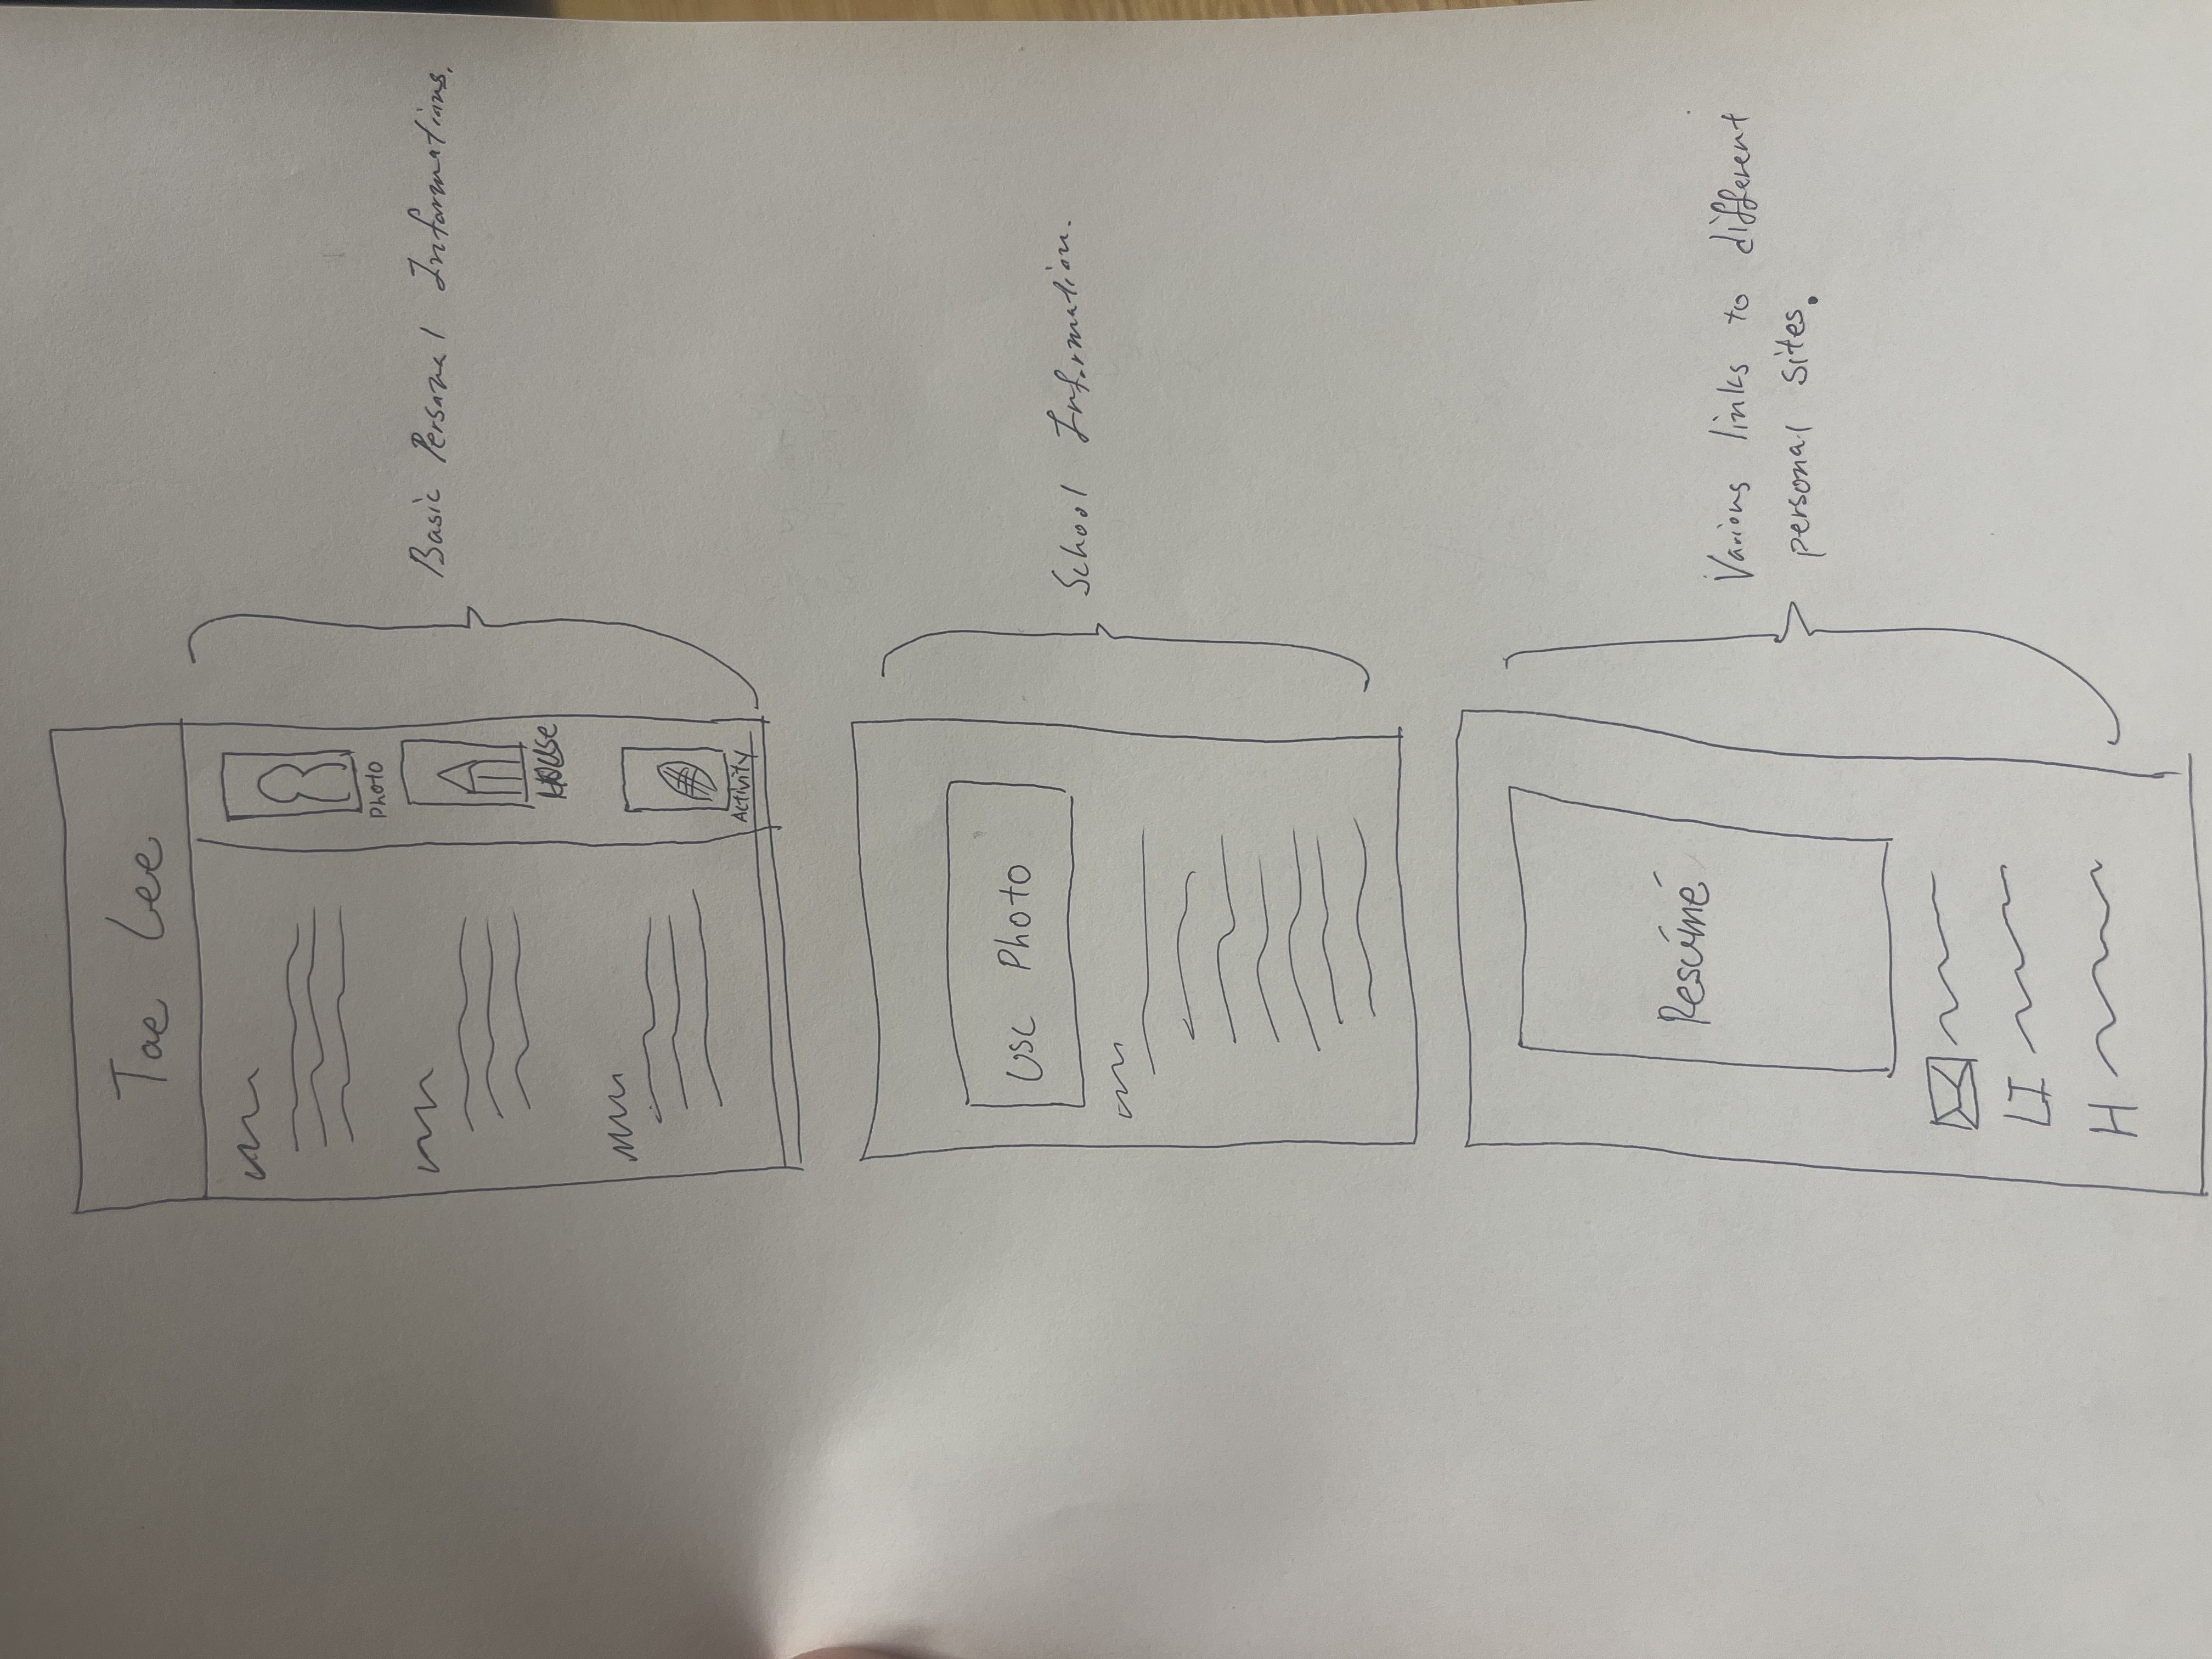 Tae Lee
Photo
House
Activity
Basic Personal Informations.
USC Photo
School Information.
Resúmé
Various links to different
personal sites.
LI
H